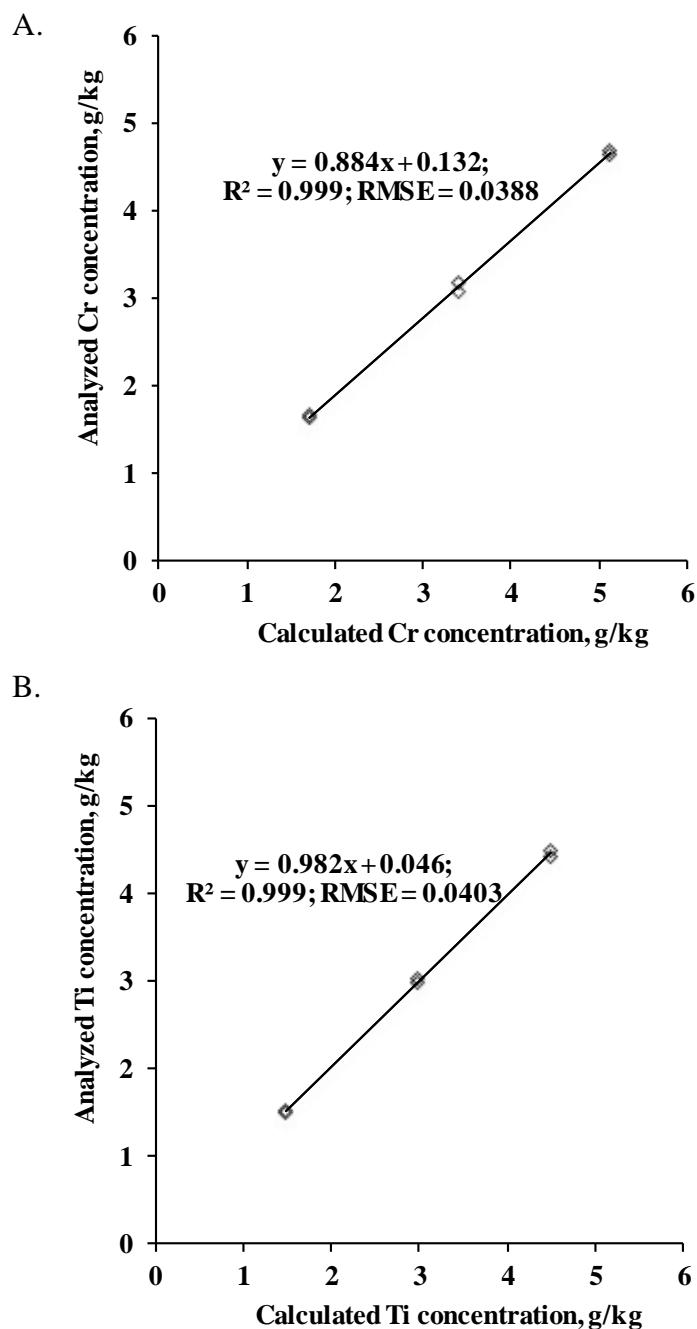 A.
6
5
4
3
2
1
0
Analyzed Cr concentration, g/kg
y = 0.884x + 0.132;
R² = 0.999; RMSE = 0.0388
0 1 2 3 4 5 6
Calculated Cr concentration, g/kg
B.
6
5
4
3
2
1
0
Analyzed Ti concentration, g/kg
y = 0.982x + 0.046;
R² = 0.999; RMSE = 0.0403
0 1 2 3 4 5 6
Calculated Ti concentration, g/kg